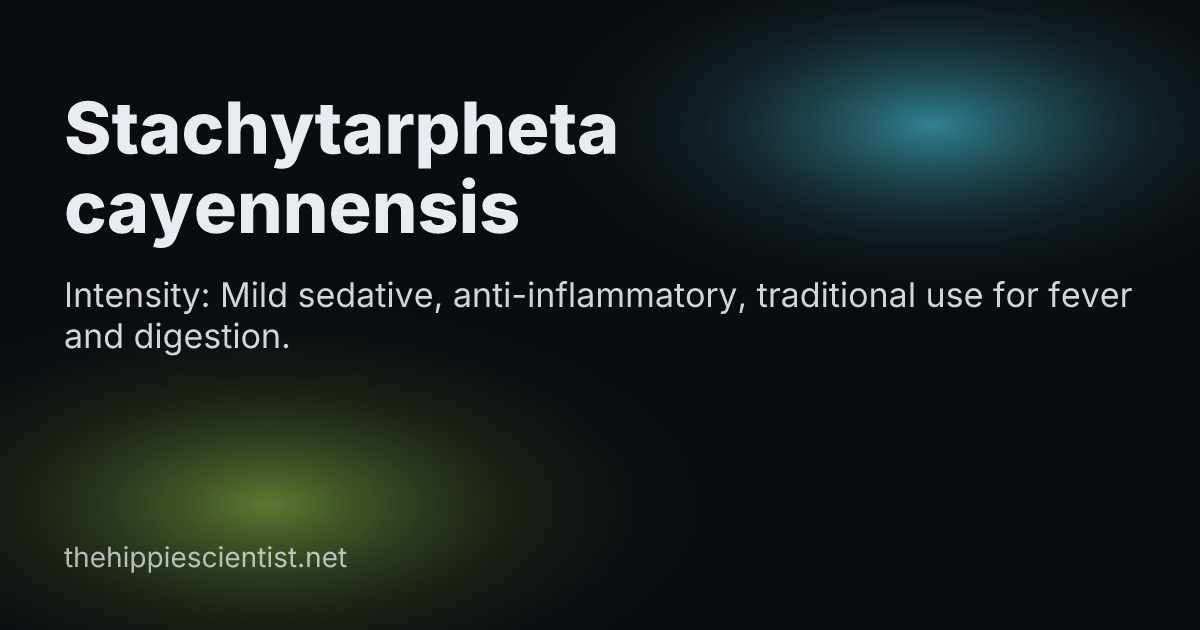 Stachytarpheta
cayennensis
Intensity: Mild sedative, anti-inflammatory, traditional use for fever
and digestion.
thehippiescientist.net